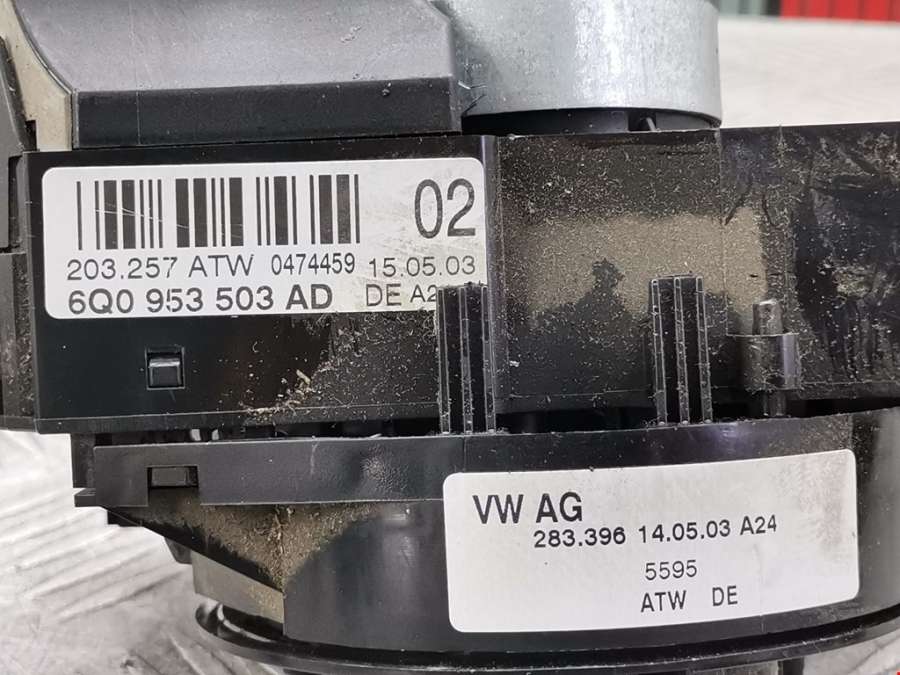 02
203.257 ATW 0474459 15.05.03
6Q0 953 503 AD DE
VW AG
283.396 14.05.03 A24
5595
ATW DE